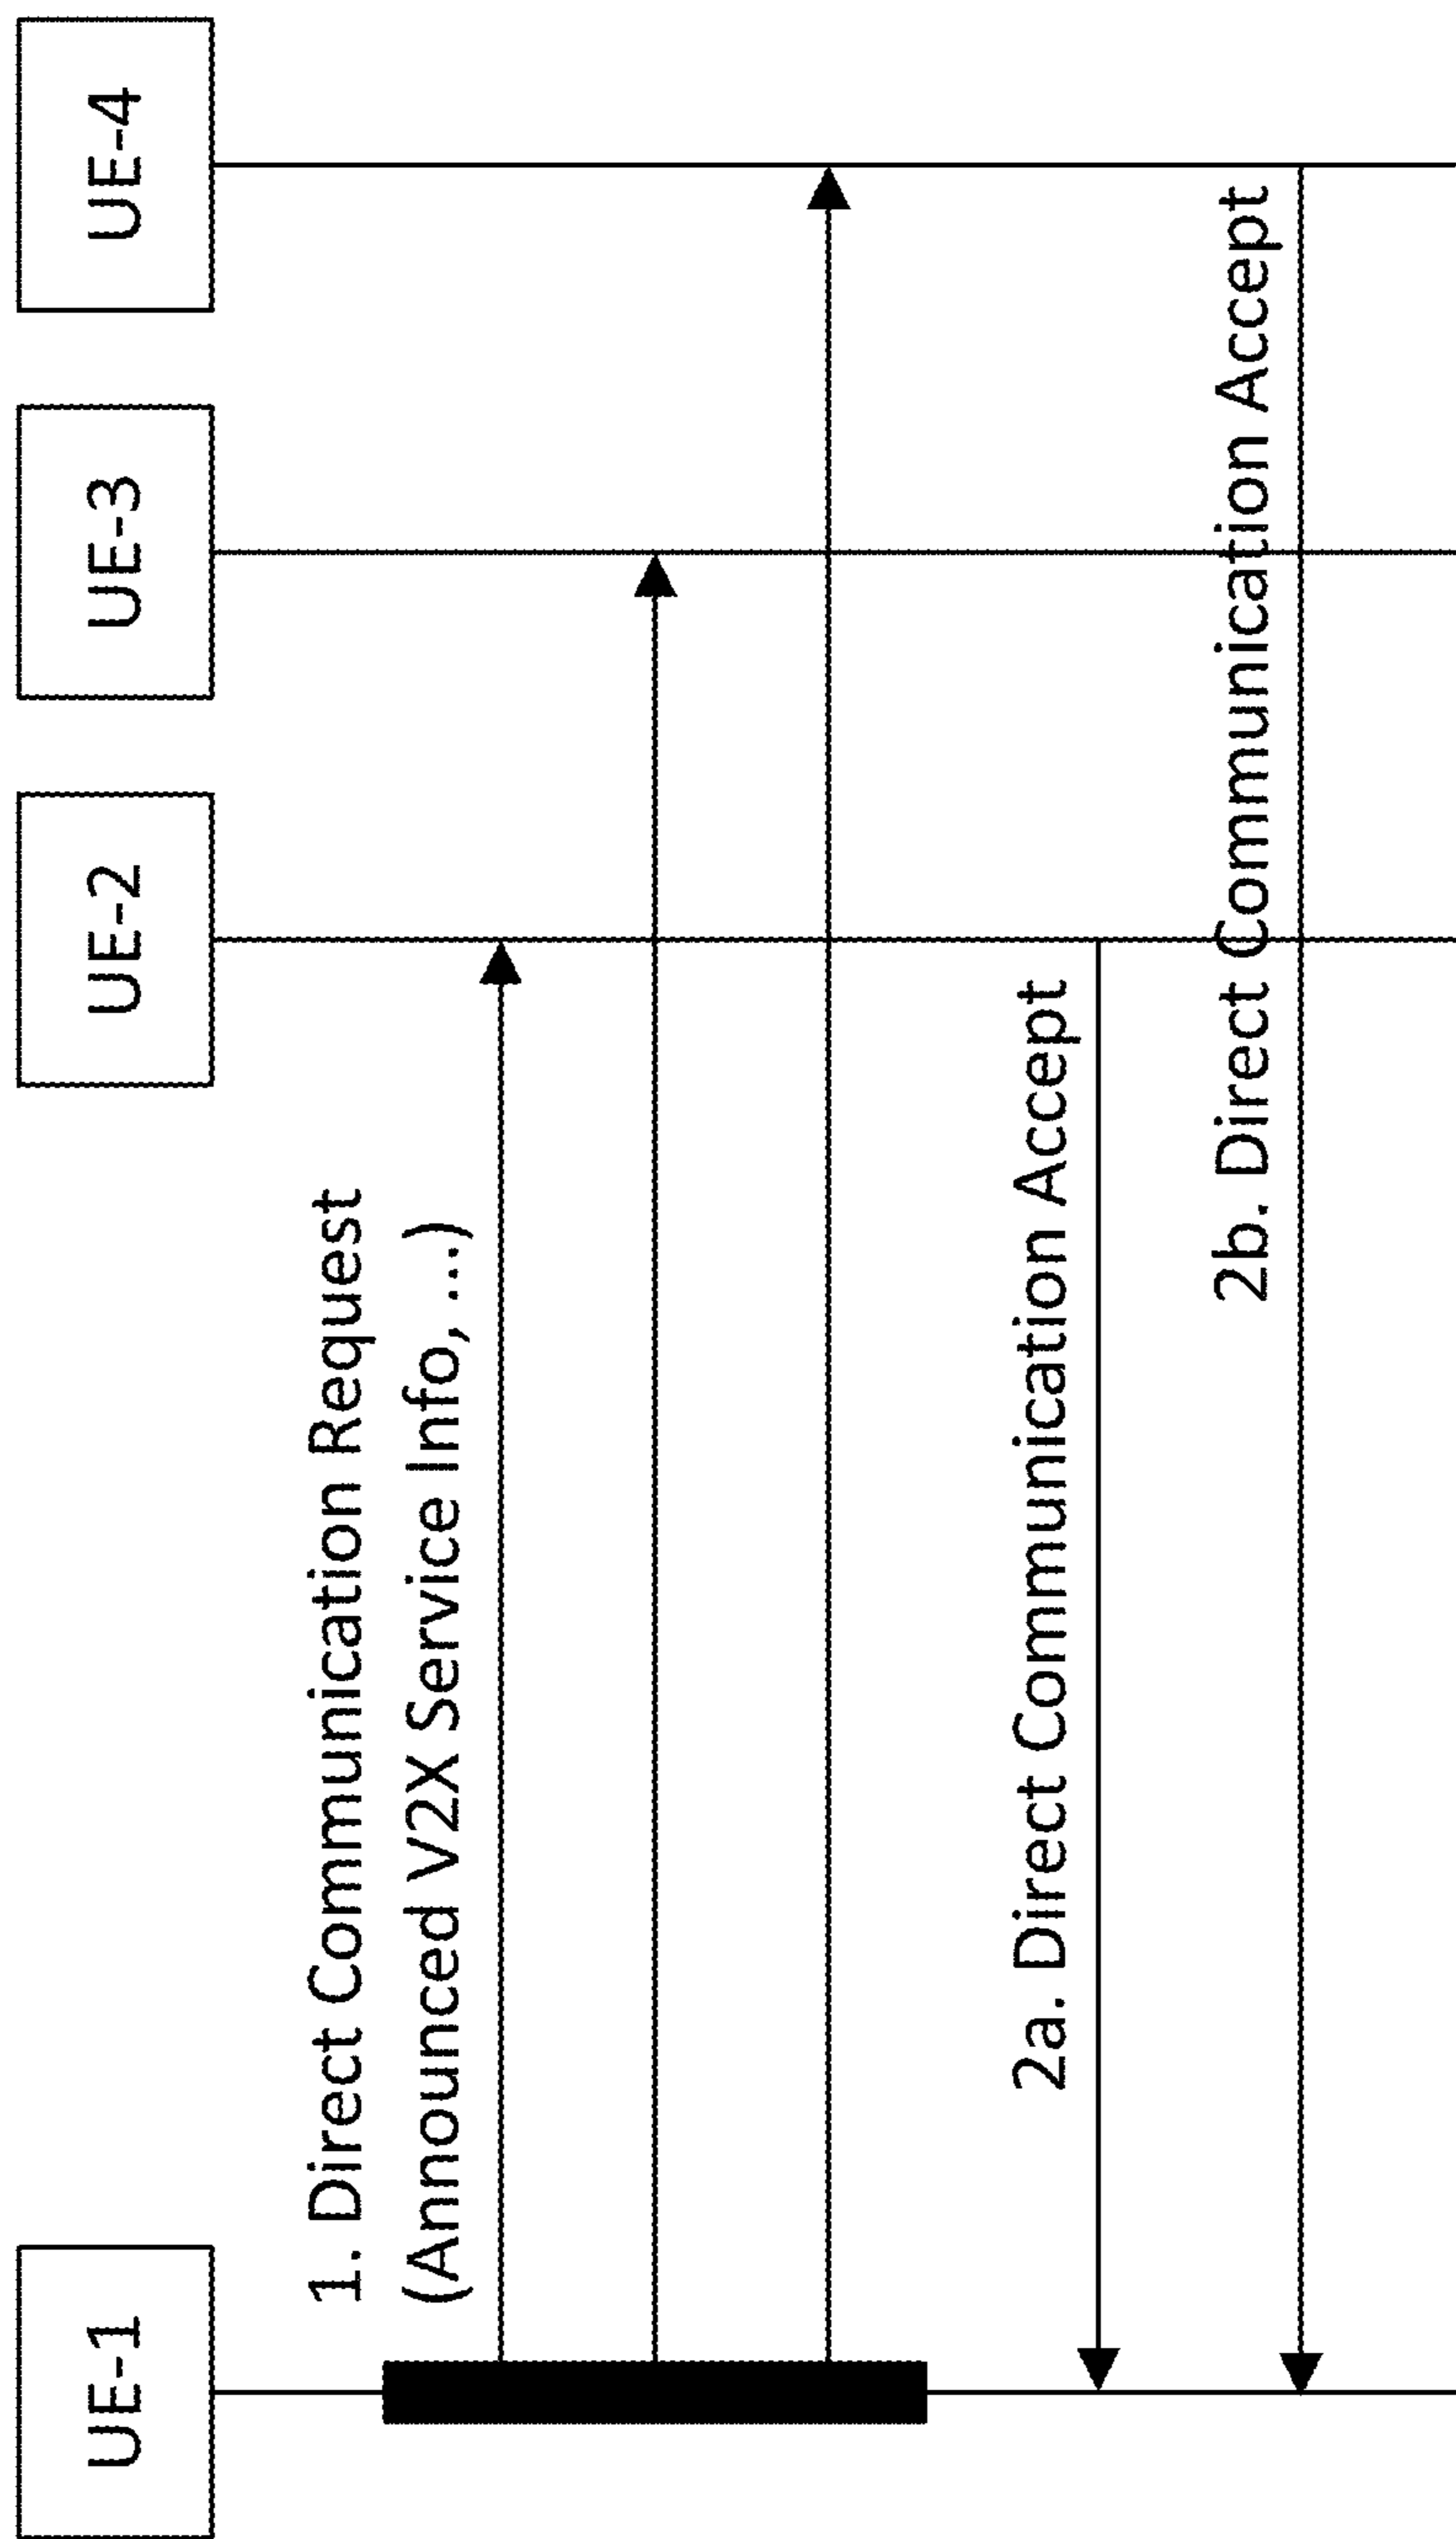 UE-1
UE-2
UE-3
UE-4
1. Direct Communication Request
(Announced V2X Service Info, ...)
2a. Direct Communication Accept
2b. Direct Communication Accept